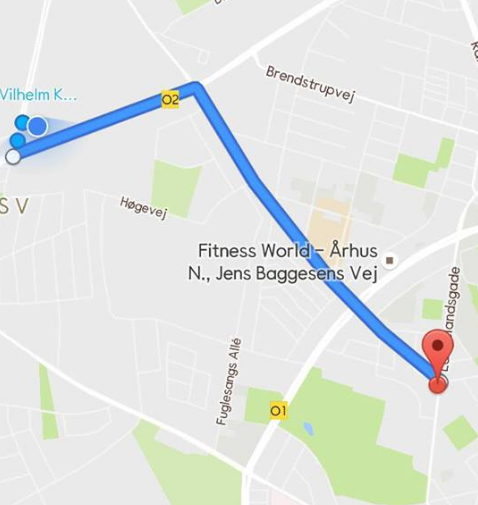 Brendstrupvej
Vilhelm K...
O2
S V
Høgevej
Fitness World – Århus
N., Jens Baggesens Vej
Fuglesangs Allé
O1